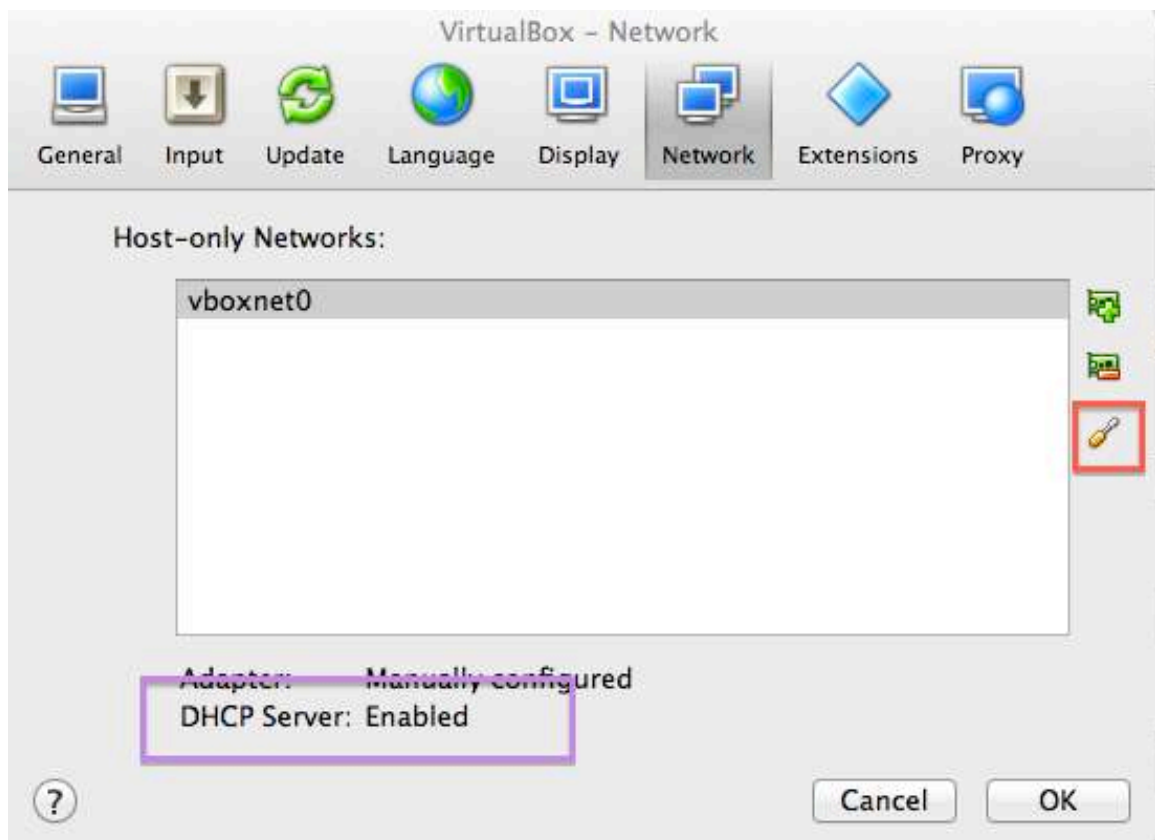 VirtualBox – Network
General Input Update Language Display Network Extensions Proxy
Host-only Networks:
vboxnet0
Adapter: Manually configured
DHCP Server: Enabled
? Cancel OK